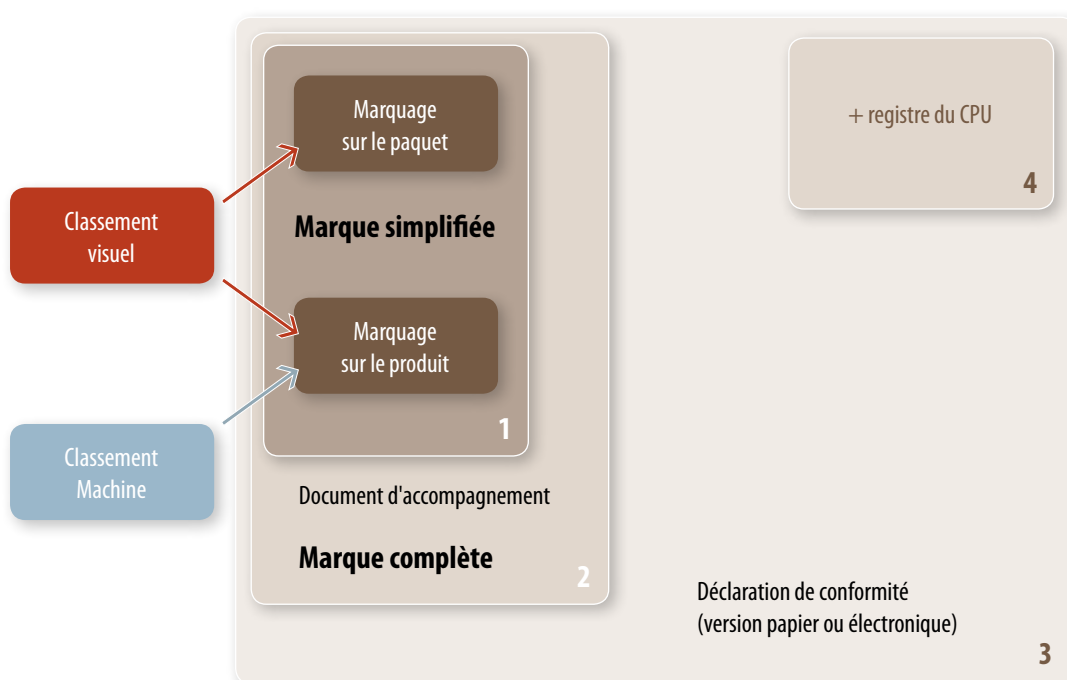 Marquage
sur le paquet
+ registre du CPU
4
Classement
visuel
Marque simplifiée
Marquage
sur le produit
1
Classement
Machine
Document d'accompagnement
Marque complète
2
Déclaration de conformité
(version papier ou électronique)
3